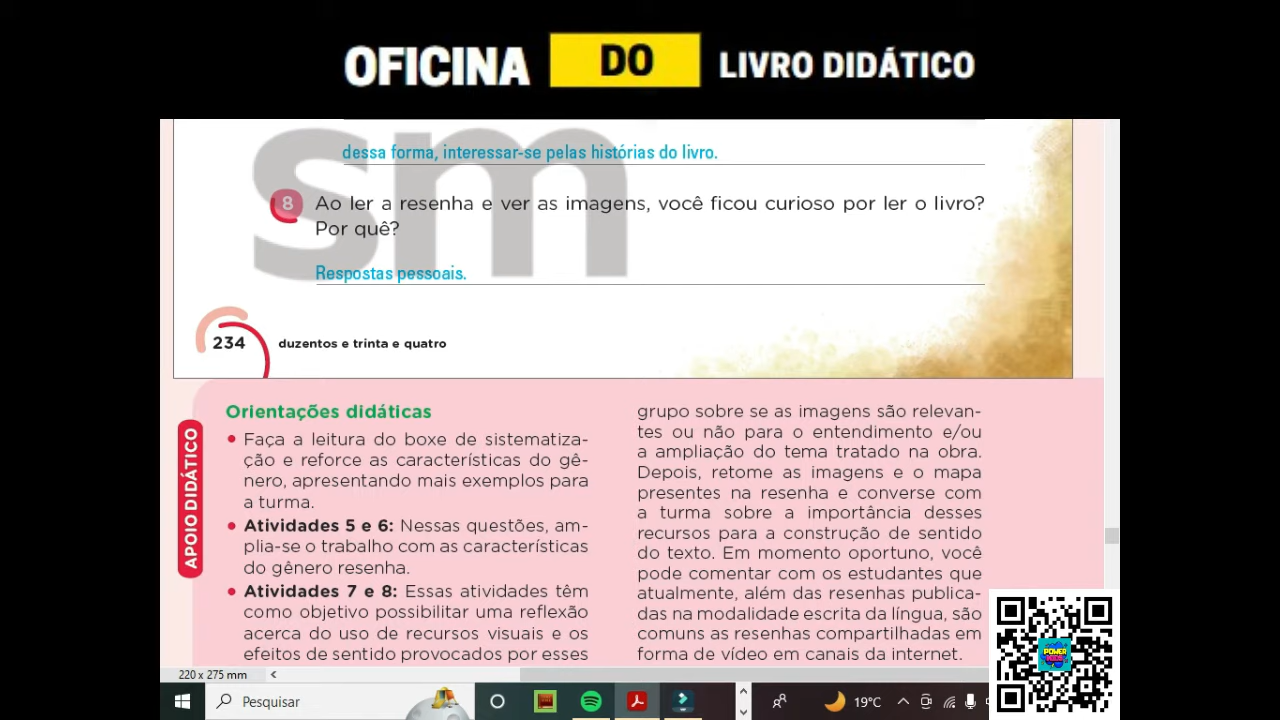 OFICINA DO LIVRO DIDÁTICO
sm
dessa forma, interessar-se pelas histórias do livro.
8 Ao ler a resenha e ver as imagens, você ficou curioso por ler o livro?
Por quê?
Respostas pessoais.
234 duzentos e trinta e quatro
APOIO DIDÁTICO
Orientações didáticas
• Faça a leitura do boxe de sistematiza-
ção e reforce as características do gê-
nero, apresentando mais exemplos para
a turma.
• Atividades 5 e 6: Nessas questões, am-
plia-se o trabalho com as características
do gênero resenha.
• Atividades 7 e 8: Essas atividades têm
como objetivo possibilitar uma reflexão
acerca do uso de recursos visuais e os
efeitos de sentido provocados por esses
grupo sobre se as imagens são relevan-
tes ou não para o entendimento e/ou
a ampliação do tema tratado na obra.
Depois, retome as imagens e o mapa
presentes na resenha e converse com
a turma sobre a importância desses
recursos para a construção de sentido
do texto. Em momento oportuno, você
pode comentar com os estudantes que
atualmente, além das resenhas publica-
das na modalidade escrita da língua, são
comuns as resenhas compartilhadas em
forma de vídeo em canais da internet.
220 x 275 mm
Pesquisar
19°C